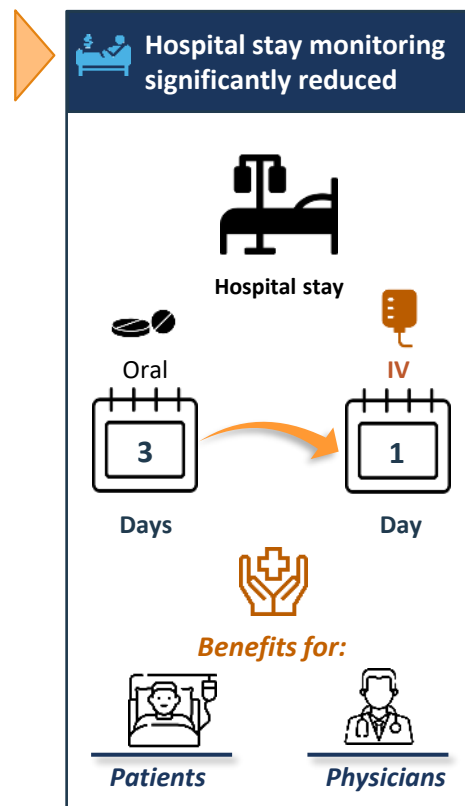 Hospital stay monitoring
significantly reduced
Hospital stay
Oral
IV
3
1
Days
Day
Benefits for:
Patients
Physicians